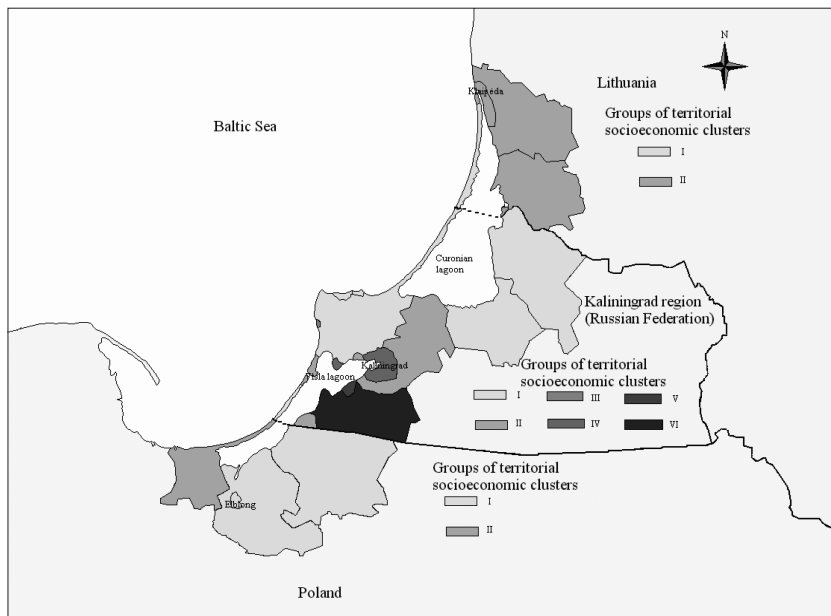 N
Lithuania
Klaipeda
Groups of territorial
socioeconomic clusters
I
II
Baltic Sea
Curonian
lagoon
Kaliningrad region
(Russian Federation)
Kaliningrad
Visla lagoon
Groups of territorial
socioeconomic clusters
I
III
V
II
IV
VI
Groups of territorial
socioeconomic clusters
I
II
Elblong
Poland